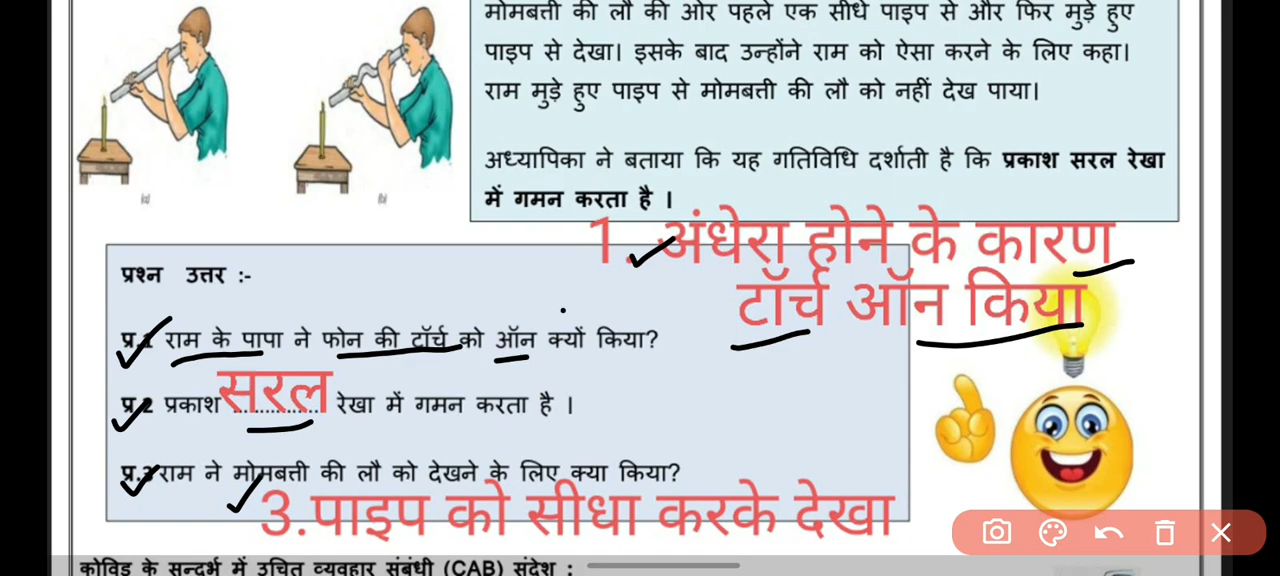 मोमबत्ती की लौ की ओर पहले एक सीधे पाइप से और फिर मुड़े हुए
पाइप से देखा। इसके बाद उन्होंने राम को ऐसा करने के लिए कहा।
राम मुड़े हुए पाइप से मोमबत्ती की लौ को नहीं देख पाया।
अध्यापिका ने बताया कि यह गतिविधि दर्शाती है कि प्रकाश सरल रेखा
में गमन करता है ।
(a)
(b)
1. अंधेरा होने के कारण
टॉर्च ऑन किया
प्रश्न उत्तर :-
प्र.1 राम के पापा ने फोन की टॉर्च को ऑन क्यों किया?
सरल
प्र.2 प्रकाश ............... रेखा में गमन करता है ।
प्र.3 राम ने मोमबत्ती की लौ को देखने के लिए क्या किया?
3.पाइप को सीधा करके देखा
कोविड के सन्दर्भ में उचित व्यवहार संबंधी (CAB) संदेश :